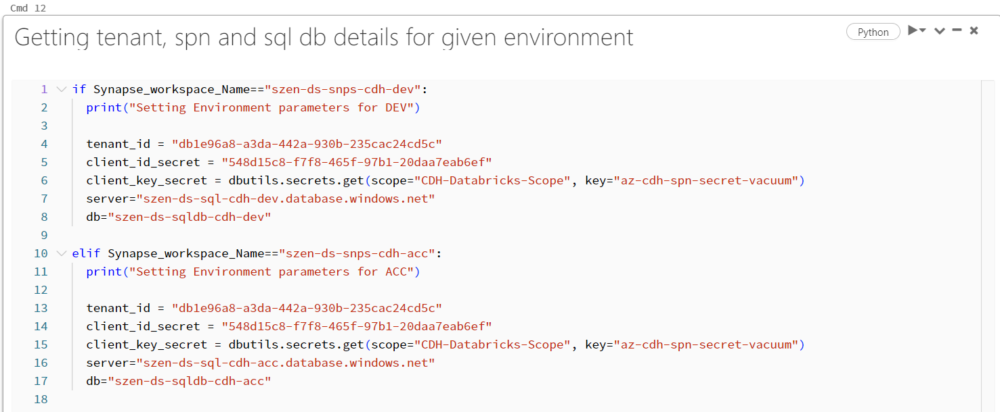 Cmd 12
Getting tenant, spn and sql db details for given environment
Python
1 if Synapse_workspace_Name=="szen-ds-snps-cdh-dev":
2 print("Setting Environment parameters for DEV")
3
4 tenant_id = "db1e96a8-a3da-442a-930b-235cac24cd5c"
5 client_id_secret = "548d15c8-f7f8-465f-97b1-20daa7eab6ef"
6 client_key_secret = dbutils.secrets.get(scope="CDH-Databricks-Scope", key="az-cdh-spn-secret-vacuum")
7 server="szen-ds-sql-cdh-dev.database.windows.net"
8 db="szen-ds-sqldb-cdh-dev"
9
10 elif Synapse_workspace_Name=="szen-ds-snps-cdh-acc":
11 print("Setting Environment parameters for ACC")
12
13 tenant_id = "db1e96a8-a3da-442a-930b-235cac24cd5c"
14 client_id_secret = "548d15c8-f7f8-465f-97b1-20daa7eab6ef"
15 client_key_secret = dbutils.secrets.get(scope="CDH-Databricks-Scope", key="az-cdh-spn-secret-vacuum")
16 server="szen-ds-sql-cdh-acc.database.windows.net"
17 db="szen-ds-sqldb-cdh-acc"
18